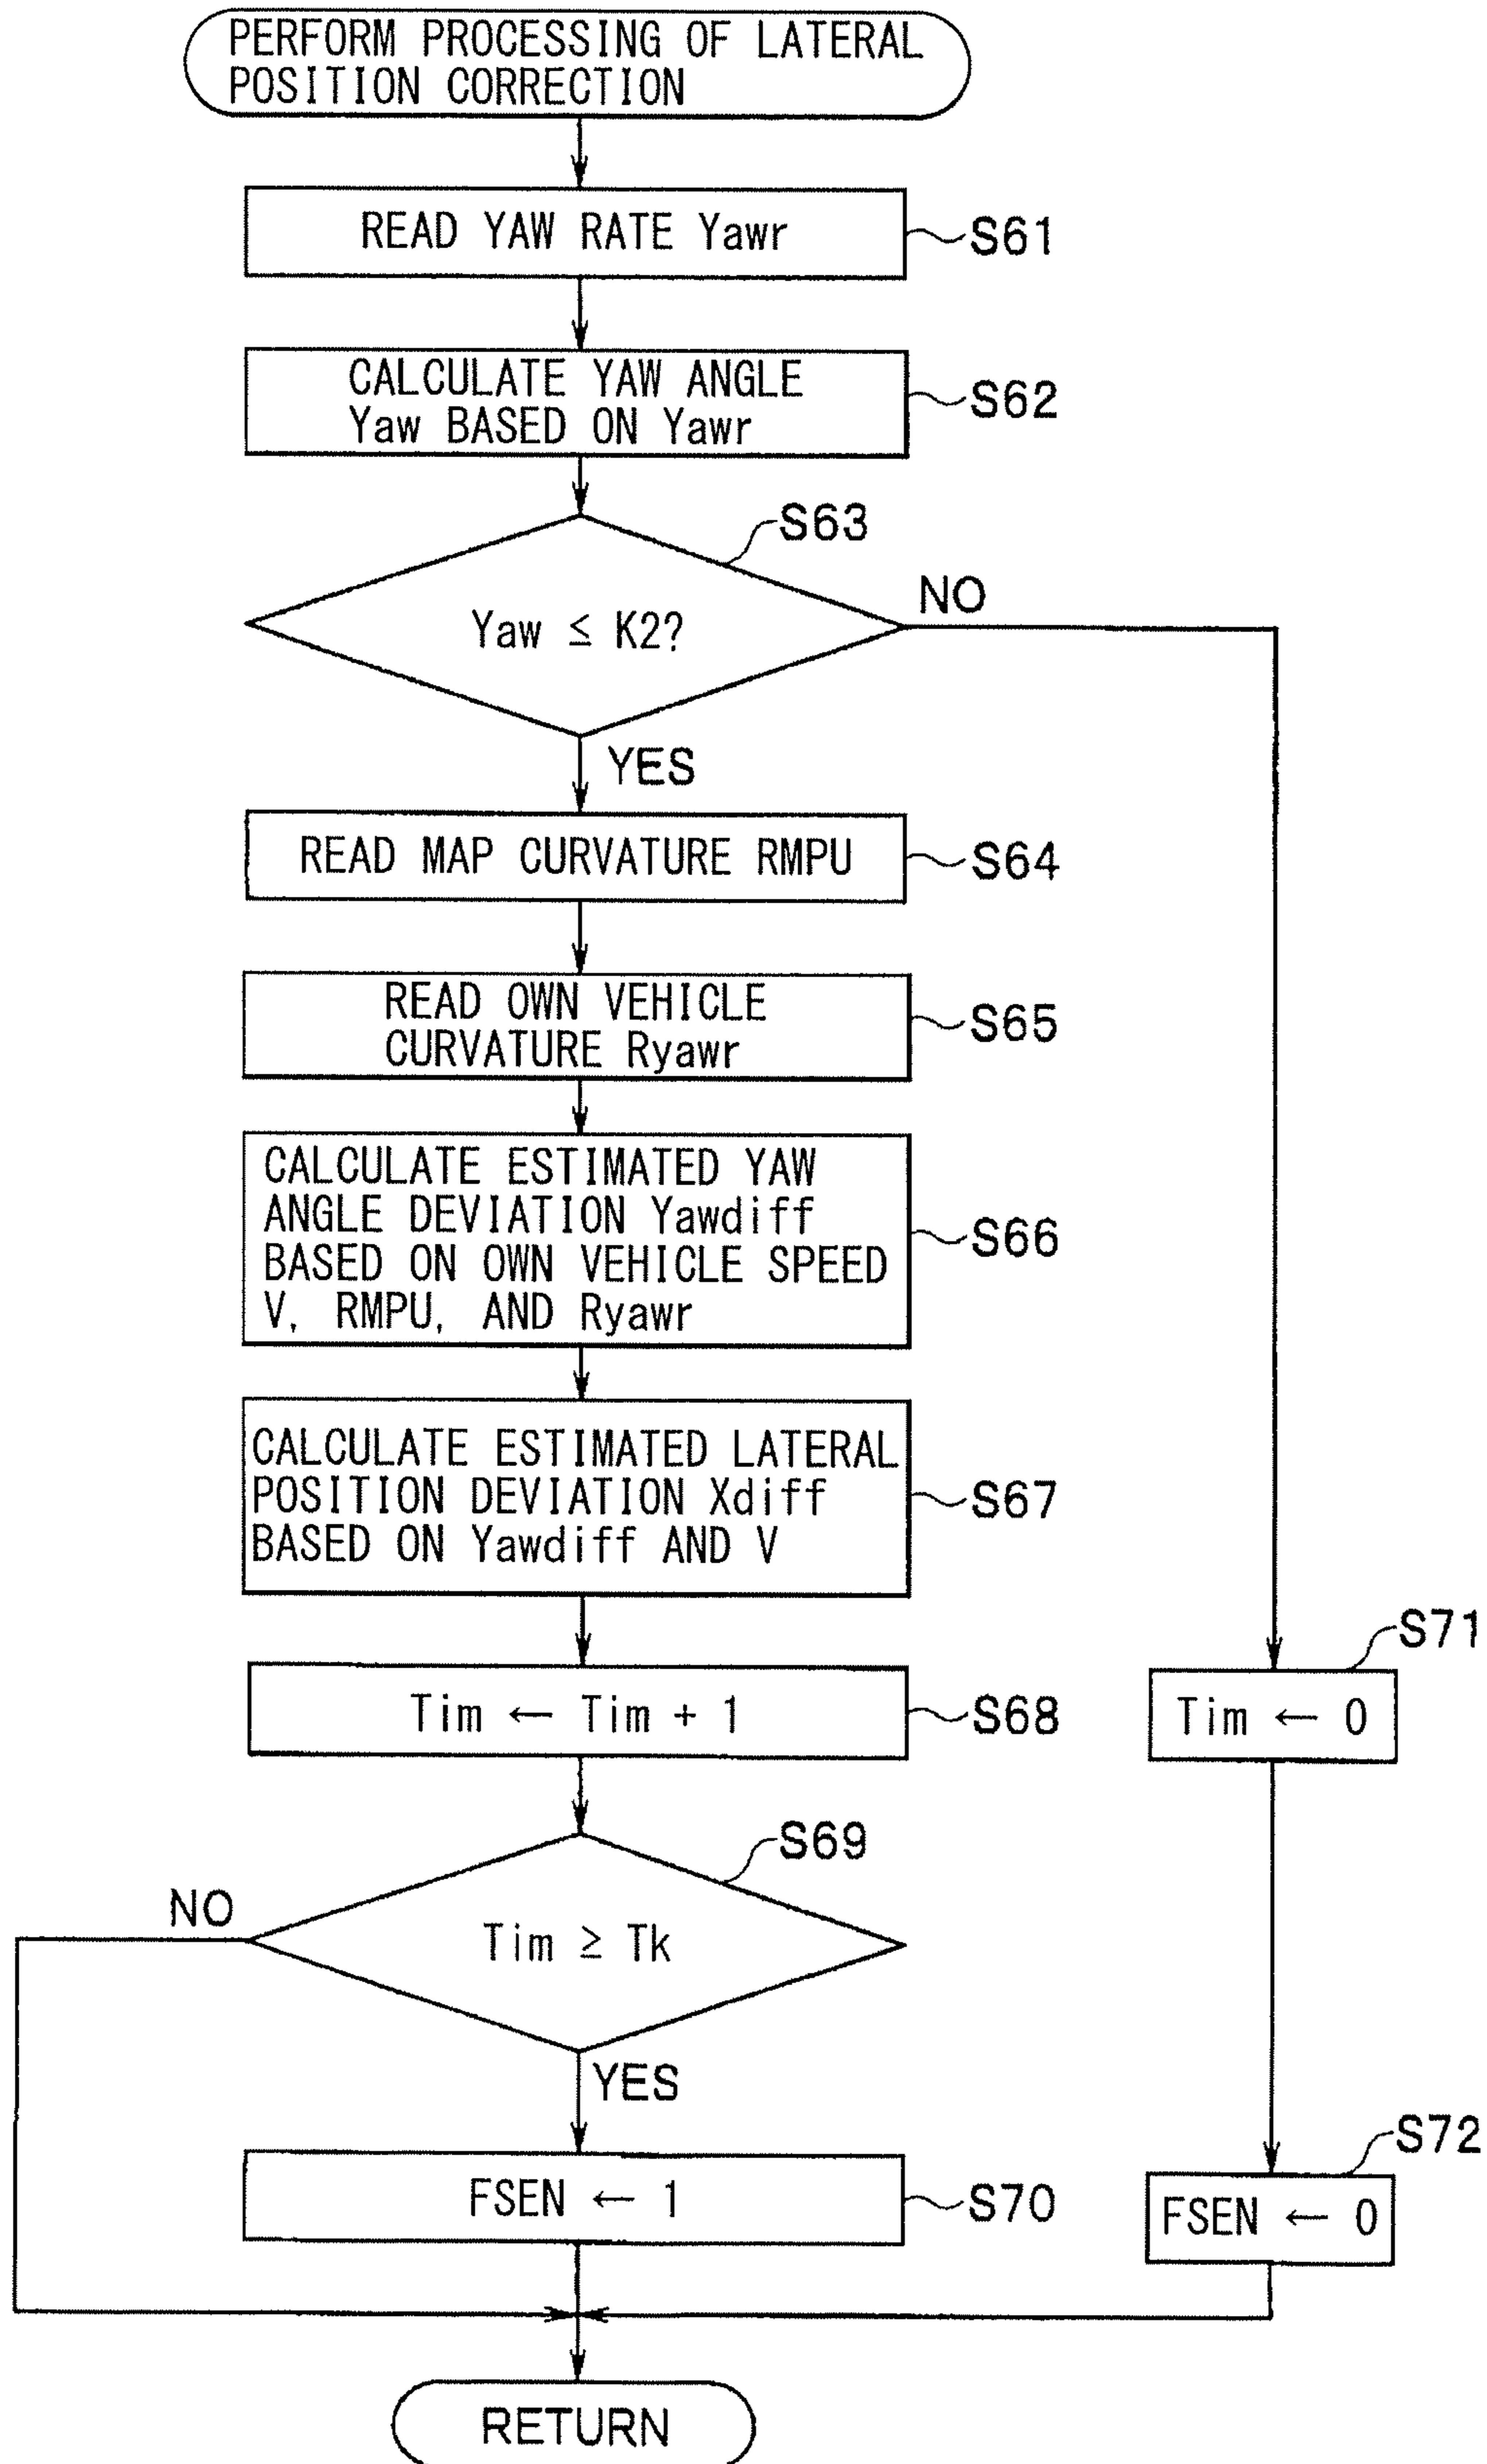 PERFORM PROCESSING OF LATERAL
POSITION CORRECTION
READ YAW RATE Yawr
S61
CALCULATE YAW ANGLE
Yaw BASED ON Yawr
S62
S63
Yaw ≤ K2?
NO
YES
READ MAP CURVATURE RMPU
S64
READ OWN VEHICLE
CURVATURE Ryawr
S65
CALCULATE ESTIMATED YAW
ANGLE DEVIATION Yawdiff
BASED ON OWN VEHICLE SPEED
V, RMPU, AND Ryawr
S66
CALCULATE ESTIMATED LATERAL
POSITION DEVIATION Xdiff
BASED ON Yawdiff AND V
S67
Tim ← Tim + 1
S68
S71
Tim ← 0
S69
NO
Tim ≥ Tk
YES
FSEN ← 1
S70
S72
FSEN ← 0
RETURN